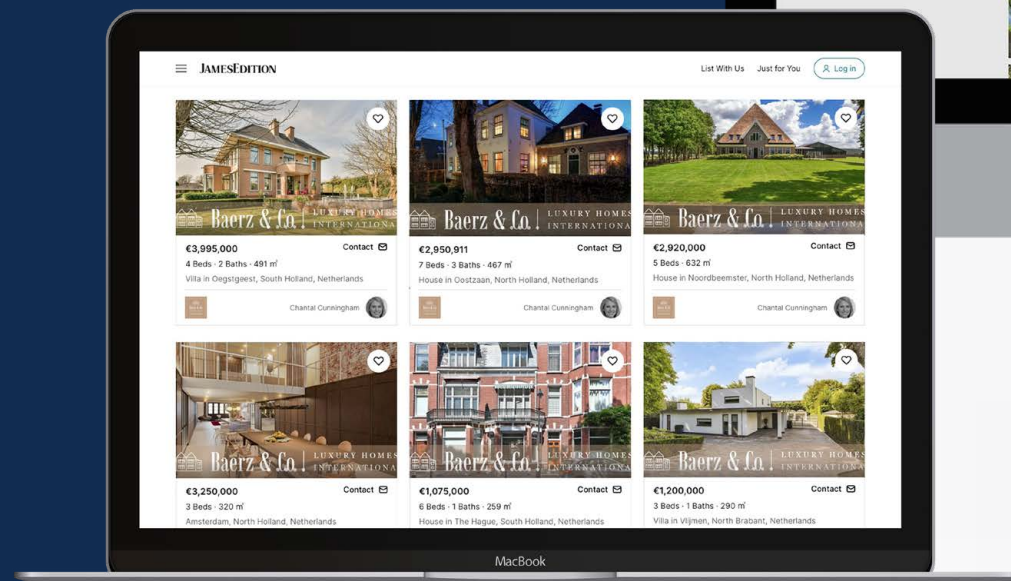 JAMESEDITION
List With Us
Just for You
Log in
Baerz & Co. | LUXURY HOMES
INTERNATIONA
Baerz & Co. | LUXURY HOMES
INTERNATIONA
Baerz & Co. | LUXURY HOMES
INTERNATIONA
€3,995,000
Contact
4 Beds · 2 Baths · 491 m²
Villa in Oegstgeest, South Holland, Netherlands
Chantal Cunningham
€2,950,911
Contact
7 Beds · 3 Baths · 467 m²
House in Oostzaan, North Holland, Netherlands
Chantal Cunningham
€2,920,000
Contact
5 Beds · 632 m²
House in Noordbeemster, North Holland, Netherlands
Chantal Cunningham
Baerz & Co. | LUXURY HOMES
INTERNATIONA
Baerz & Co. | LUXURY HOMES
INTERNATIONA
Baerz & Co. | LUXURY HOMES
INTERNATIONA
€3,250,000
Contact
3 Beds · 320 m²
Amsterdam, North Holland, Netherlands
€1,075,000
Contact
6 Beds · 1 Baths · 259 m²
House in The Hague, South Holland, Netherlands
€1,200,000
Contact
3 Beds · 1 Baths · 290 m²
Villa in Vlijmen, North Brabant, Netherlands
MacBook